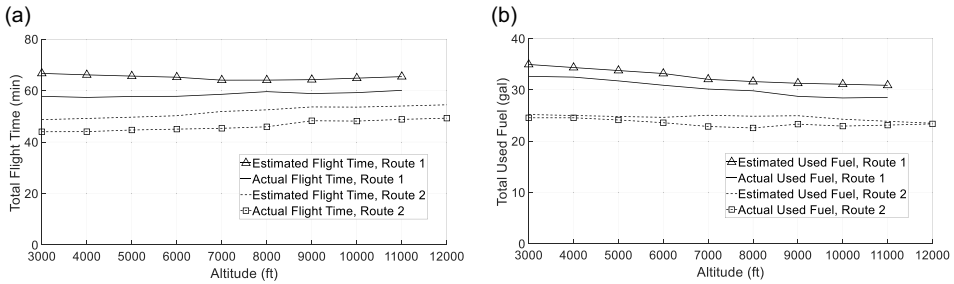 (a)
80
60
40
20
0
Total Flight Time (min)
Estimated Flight Time, Route 1
Actual Flight Time, Route 1
Estimated Flight Time, Route 2
Actual Flight Time, Route 2
3000 4000 5000 6000 7000 8000 9000 10000 11000 12000
Altitude (ft)
(b)
40
30
20
10
0
Total Used Fuel (gal)
Estimated Used Fuel, Route 1
Actual Used Fuel, Route 1
Estimated Used Fuel, Route 2
Actual Used Fuel, Route 2
3000 4000 5000 6000 7000 8000 9000 10000 11000 12000
Altitude (ft)